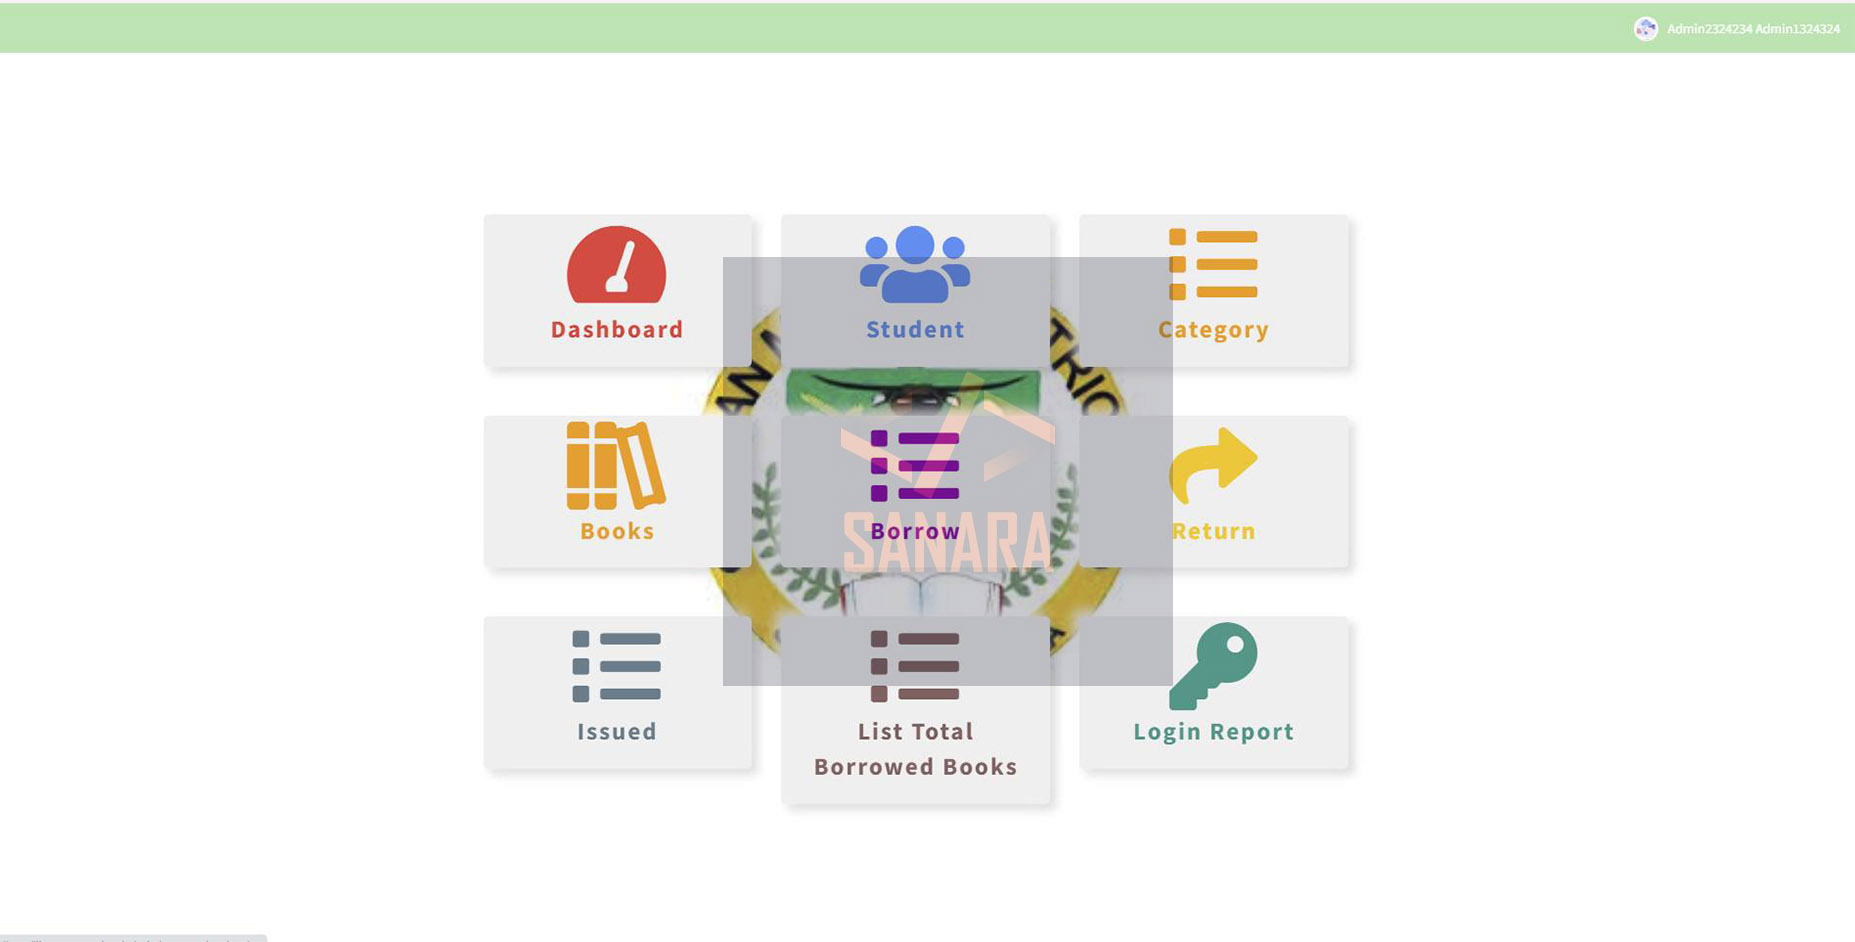 Admin2324234 Admin1324324
Dashboard
Student
Category
Books
Borrow
Return
SANARA
Issued
List Total
Borrowed Books
Login Report